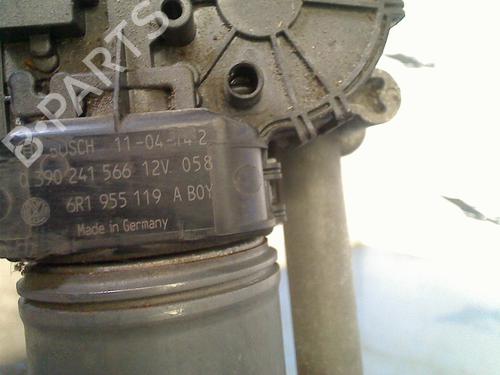 B-PARTS
BOSCH 11-04-14 2
0 390 241 566 12V 058
6R1 955 119 A BOY
Made in Germany